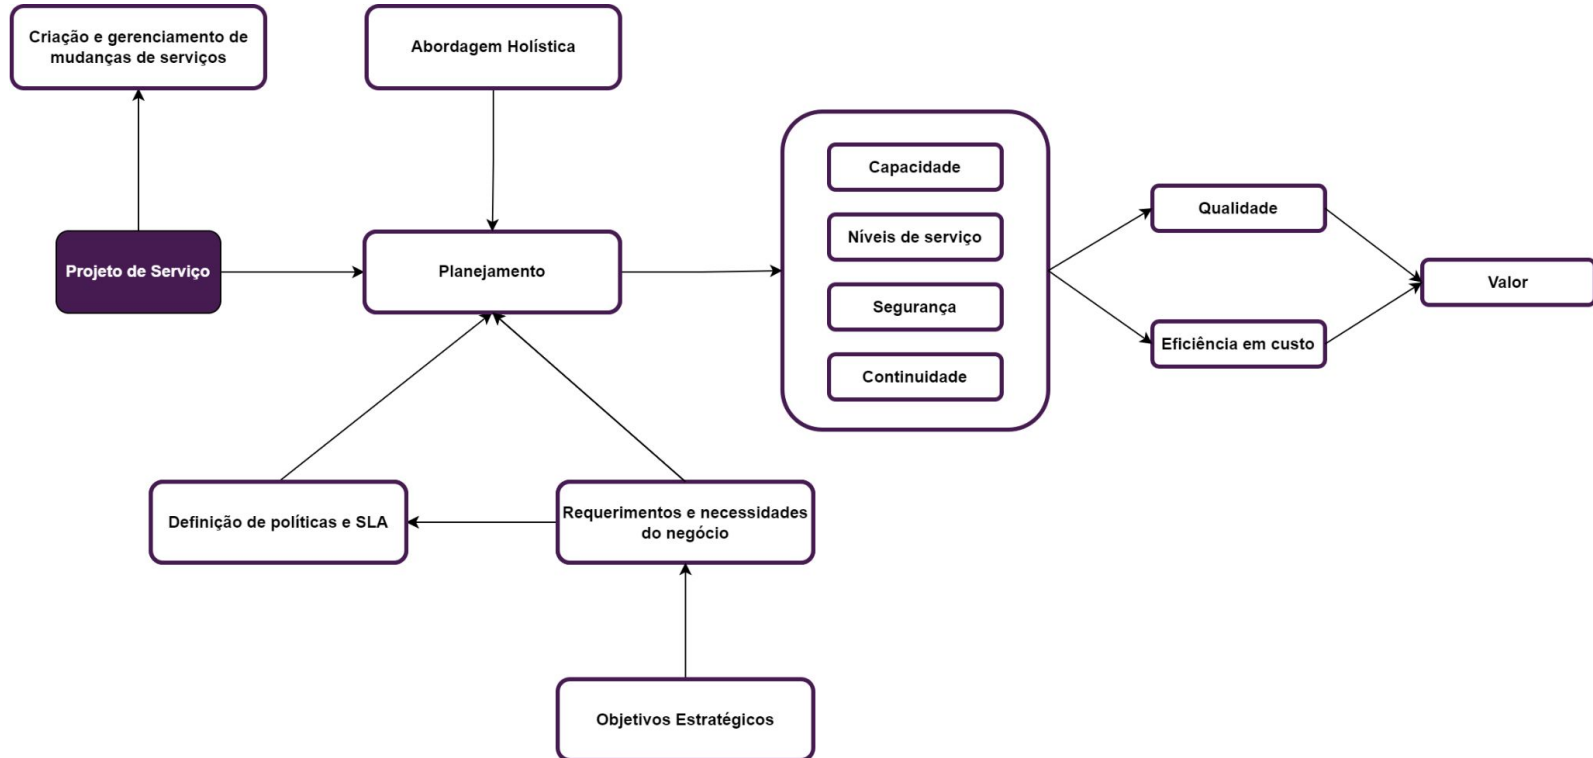 Criação e gerenciamento de
mudanças de serviços
Abordagem Holística
Projeto de Serviço
Planejamento
Capacidade
Níveis de serviço
Segurança
Continuidade
Qualidade
Eficiência em custo
Valor
Definição de políticas e SLA
Requerimentos e necessidades
do negócio
Objetivos Estratégicos